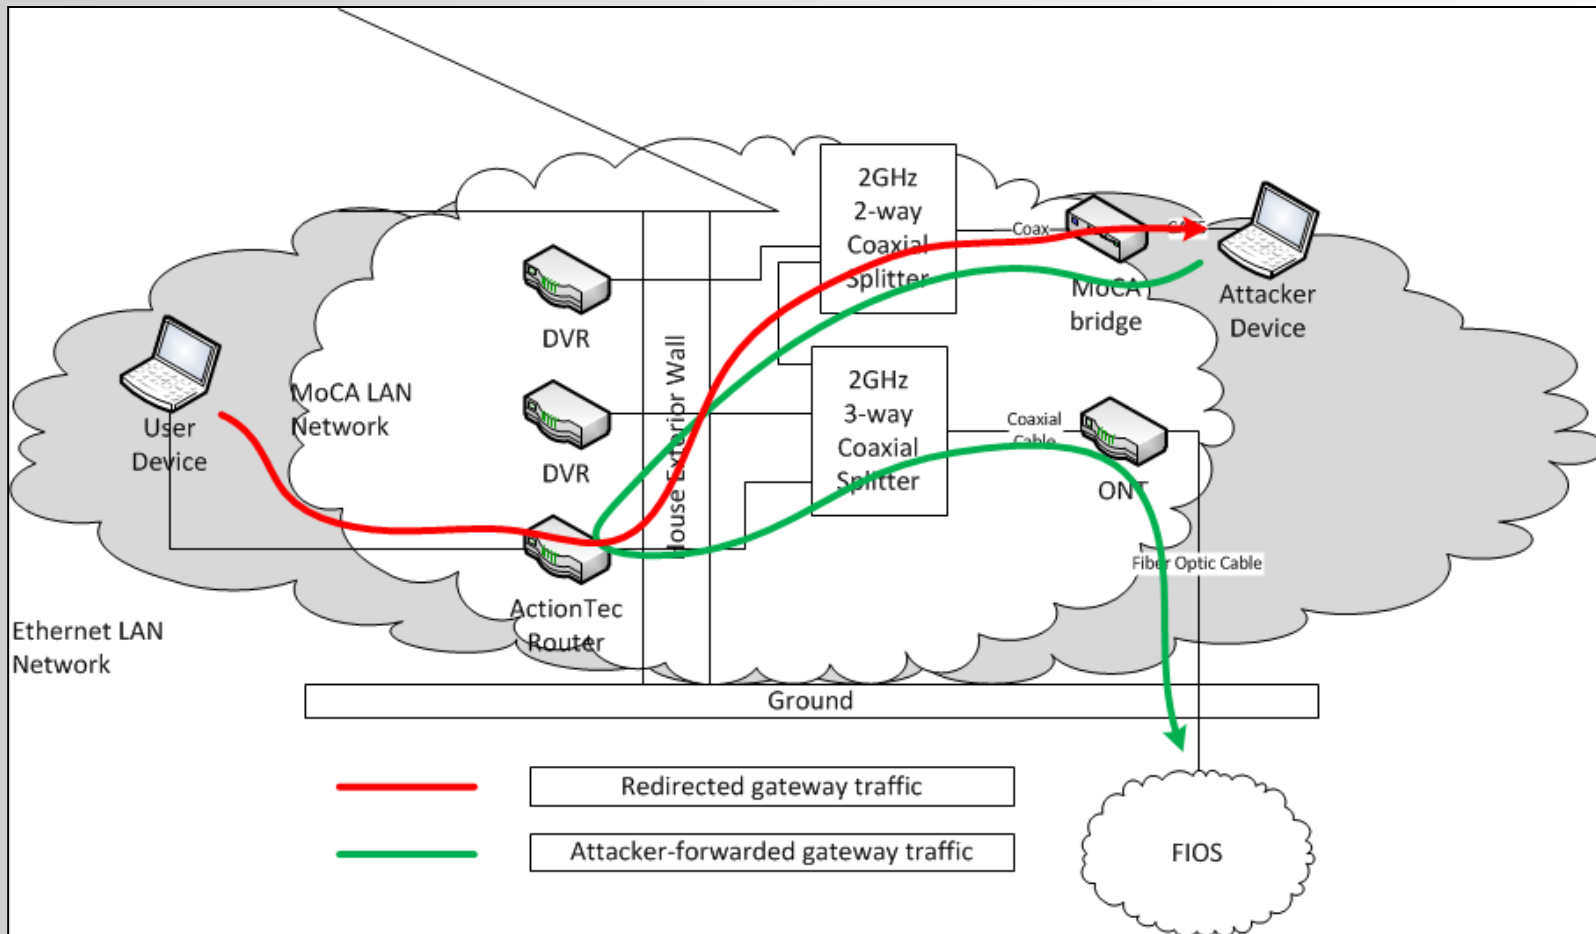 2GHz
2-way
Coaxial
Splitter
Coax
MoCA
bridge
Attacker
Device
DVR
House Exterior Wall
User
Device
MoCA LAN
Network
DVR
2GHz
3-way
Coaxial
Splitter
Coaxial
Cable
ONT
Fiber Optic Cable
ActionTec
Router
Ethernet LAN
Network
Ground
Redirected gateway traffic
Attacker-forwarded gateway traffic
FIOS